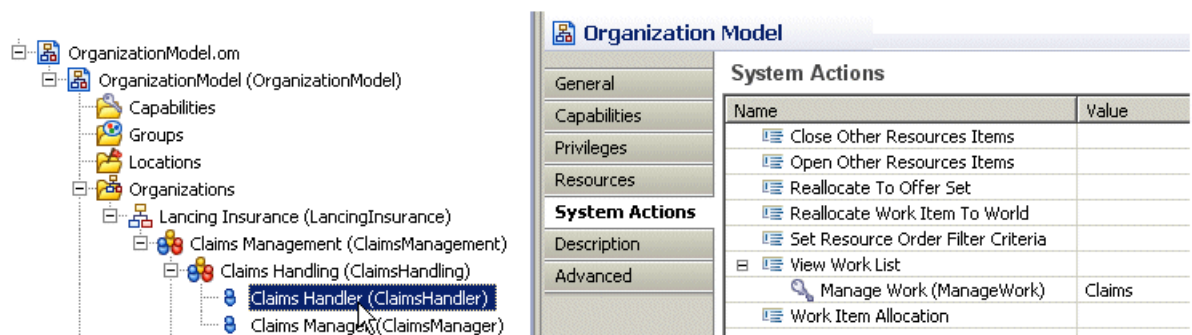 OrganizationModel.om
OrganizationModel (OrganizationModel)
Capabilities
Groups
Locations
Organizations
Lancing Insurance (LancingInsurance)
Claims Management (ClaimsManagement)
Claims Handling (ClaimsHandling)
Claims Handler (ClaimsHandler)
Claims Manager (ClaimsManager)
Organization Model
General
Capabilities
Privileges
Resources
System Actions
Description
Advanced
System Actions
Name Value
Close Other Resources Items
Open Other Resources Items
Reallocate To Offer Set
Reallocate Work Item To World
Set Resource Order Filter Criteria
View Work List
Manage Work (ManageWork) Claims
Work Item Allocation